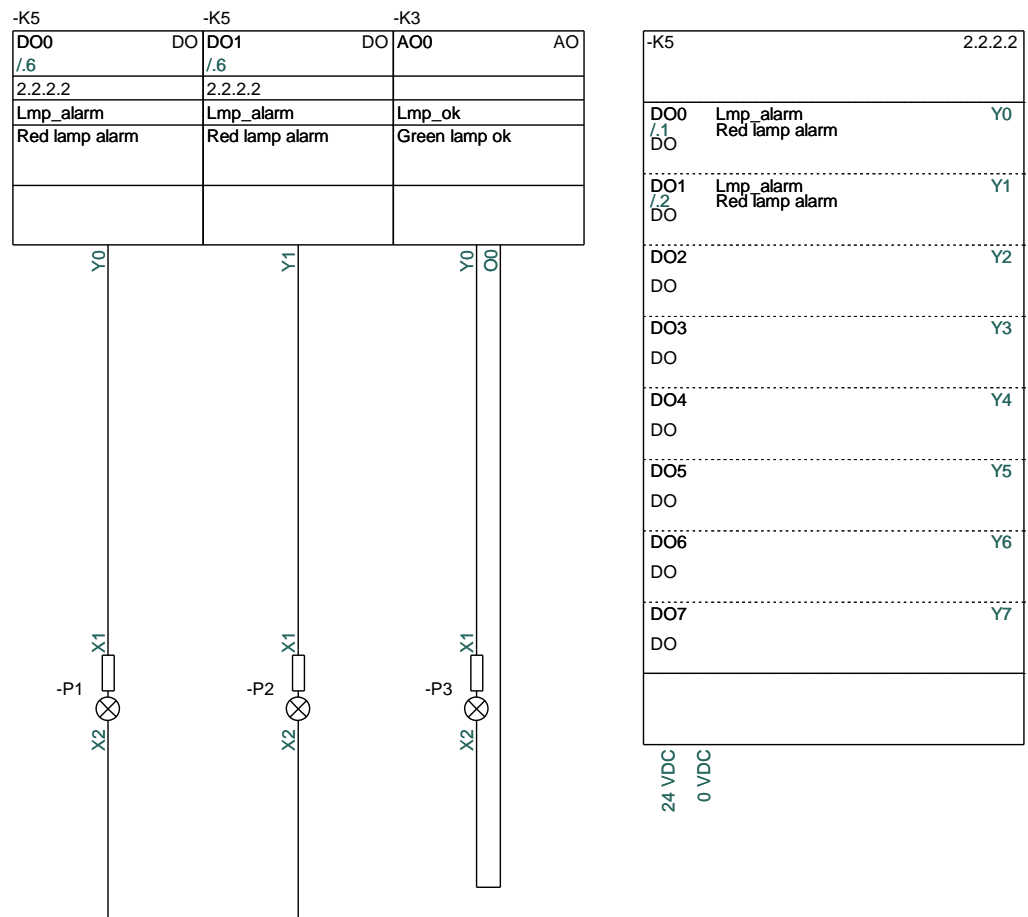 -K5 -K5 -K3
DO0 DO DO1 DO AO0 AO
/.6 /.6
2.2.2.2 2.2.2.2
Lmp_alarm Lmp_alarm Lmp_ok
Red lamp alarm Red lamp alarm Green lamp ok
Y0 Y1 Y0 O0
X1 X1 X1
-P1 -P2 -P3
X2 X2 X2
-K5 2.2.2.2
DO0 Lmp_alarm Y0
/.1 Red lamp alarm
DO
DO1 Lmp_alarm Y1
/.2 Red lamp alarm
DO
DO2 Y2
DO
DO3 Y3
DO
DO4 Y4
DO
DO5 Y5
DO
DO6 Y6
DO
DO7 Y7
DO
24 VDC
0 VDC